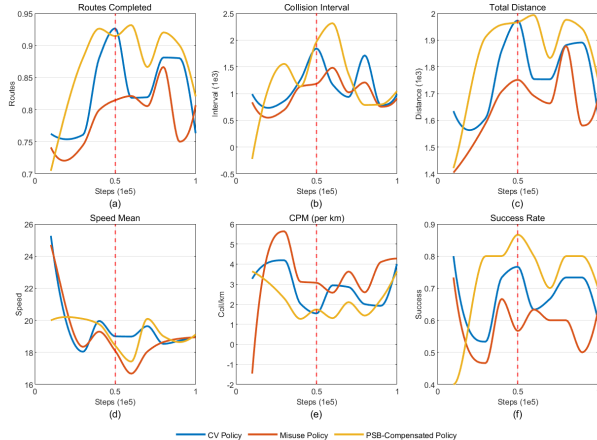 Routes Completed
0.95
0.9
0.85
0.8
0.75
0.7
Routes
0
0.5
1
Steps (1e5)
(a)
Collision Interval
2.5
2
1.5
1
0.5
0
-0.5
Interval (1e3)
0
0.5
1
Steps (1e5)
(b)
Total Distance
2
1.9
1.8
1.7
1.6
1.5
1.4
Distance (1e3)
0
0.5
Steps (1e5)
(c)
Speed Mean
26
24
22
20
18
16
Speed
0
0.5
1
Steps (1e5)
(d)
CPM (per km)
6
5
4
3
2
1
0
-1
-2
Coll/km
0
0.5
1
Steps (1e5)
(e)
Success Rate
0.9
0.8
0.7
0.6
0.5
0.4
Success
0
0.5
Steps (1e5)
(f)
CV Policy
Misuse Policy
PSB-Compensated Policy